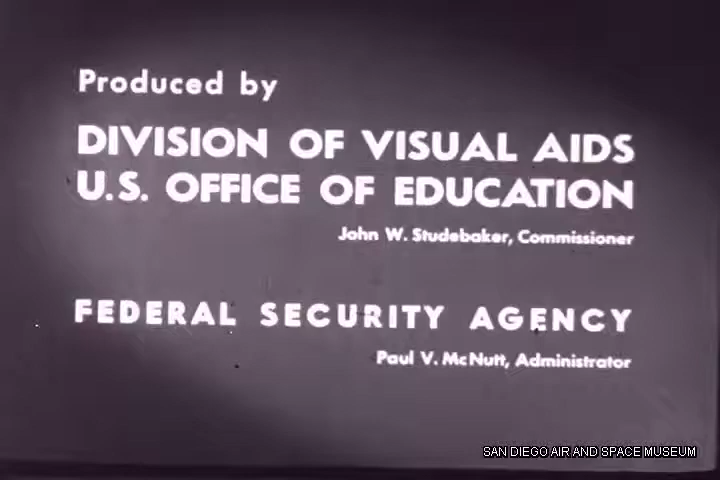 Produced by
DIVISION OF VISUAL AIDS
U.S. OFFICE OF EDUCATION
John W. Studebaker, Commissioner
FEDERAL SECURITY AGENCY
Paul V. McNutt, Administrator
SAN DIEGO AIR AND SPACE MUSEUM